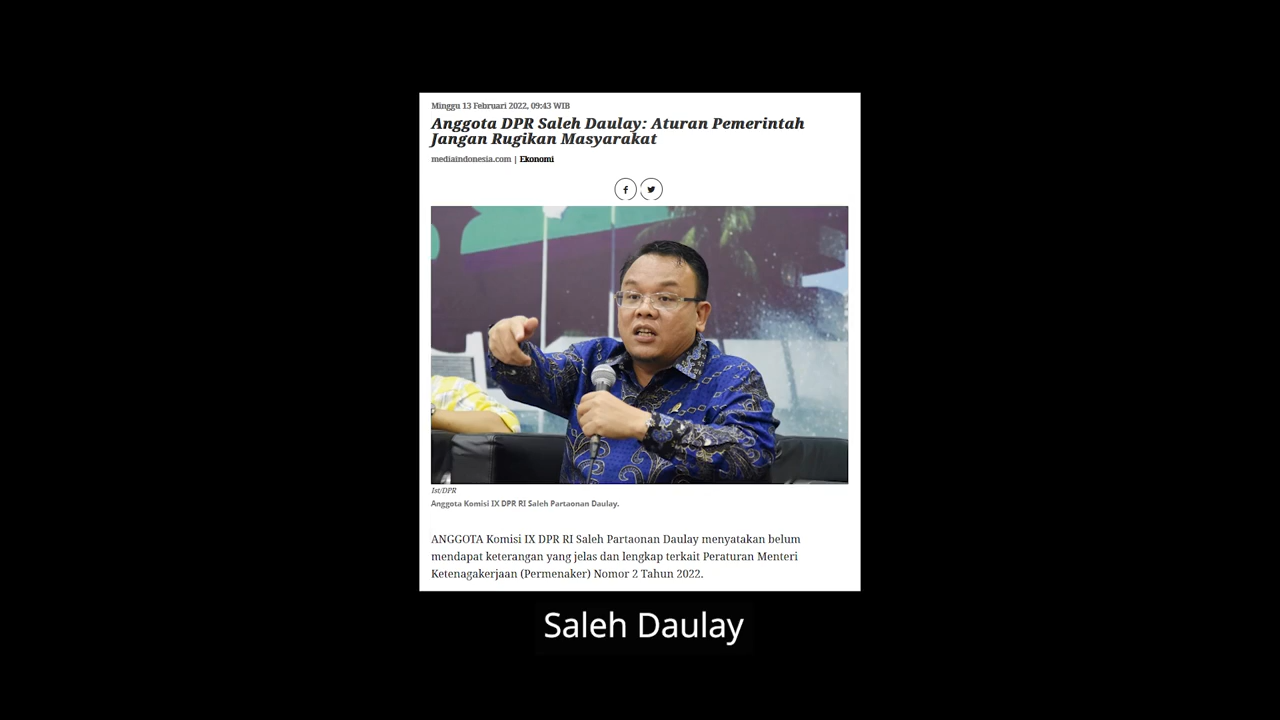 Minggu 13 Februari 2022, 09:43 WIB
Anggota DPR Saleh Daulay: Aturan Pemerintah
Jangan Rugikan Masyarakat
mediaindonesia.com | Ekonomi
Ist/DPR
Anggota Komisi IX DPR RI Saleh Partaonan Daulay.
ANGGOTA Komisi IX DPR RI Saleh Partaonan Daulay menyatakan belum
mendapat keterangan yang jelas dan lengkap terkait Peraturan Menteri
Ketenagakerjaan (Permenaker) Nomor 2 Tahun 2022.
Saleh Daulay